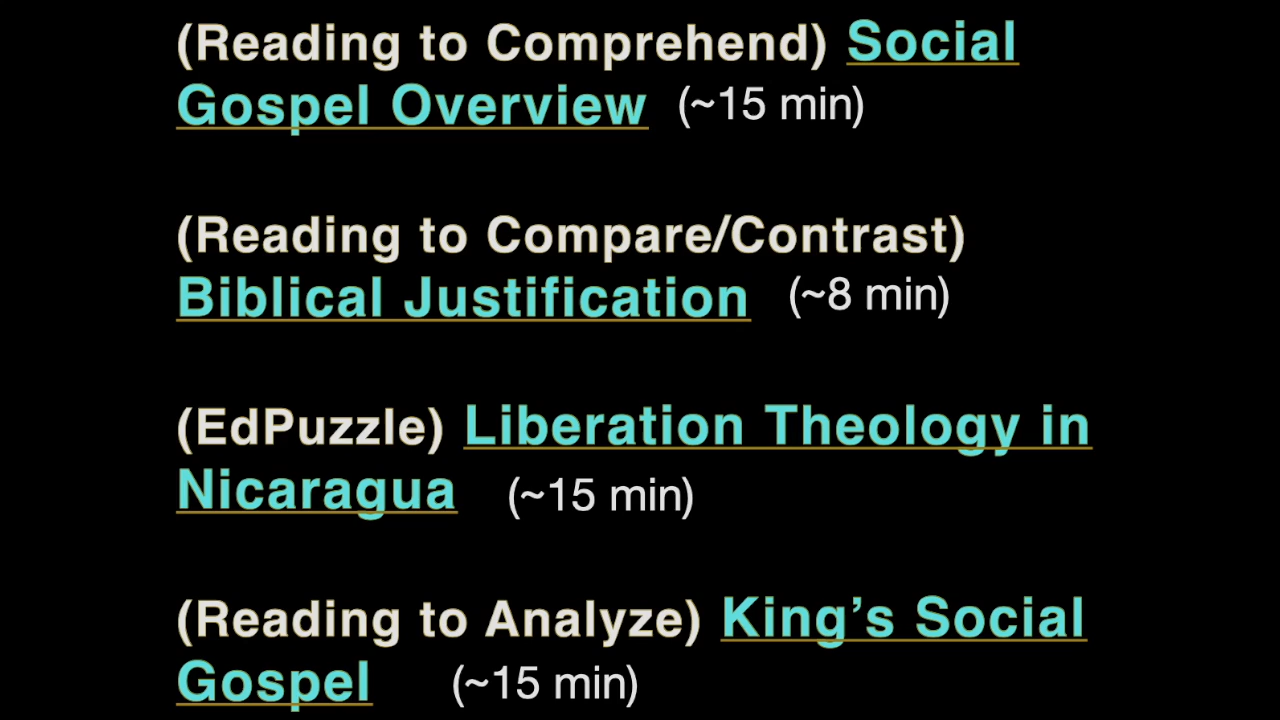 (Reading to Comprehend) Social
Gospel Overview (~15 min)
(Reading to Compare/Contrast)
Biblical Justification (~8 min)
(EdPuzzle) Liberation Theology in
Nicaragua (~15 min)
(Reading to Analyze) King’s Social
Gospel (~15 min)